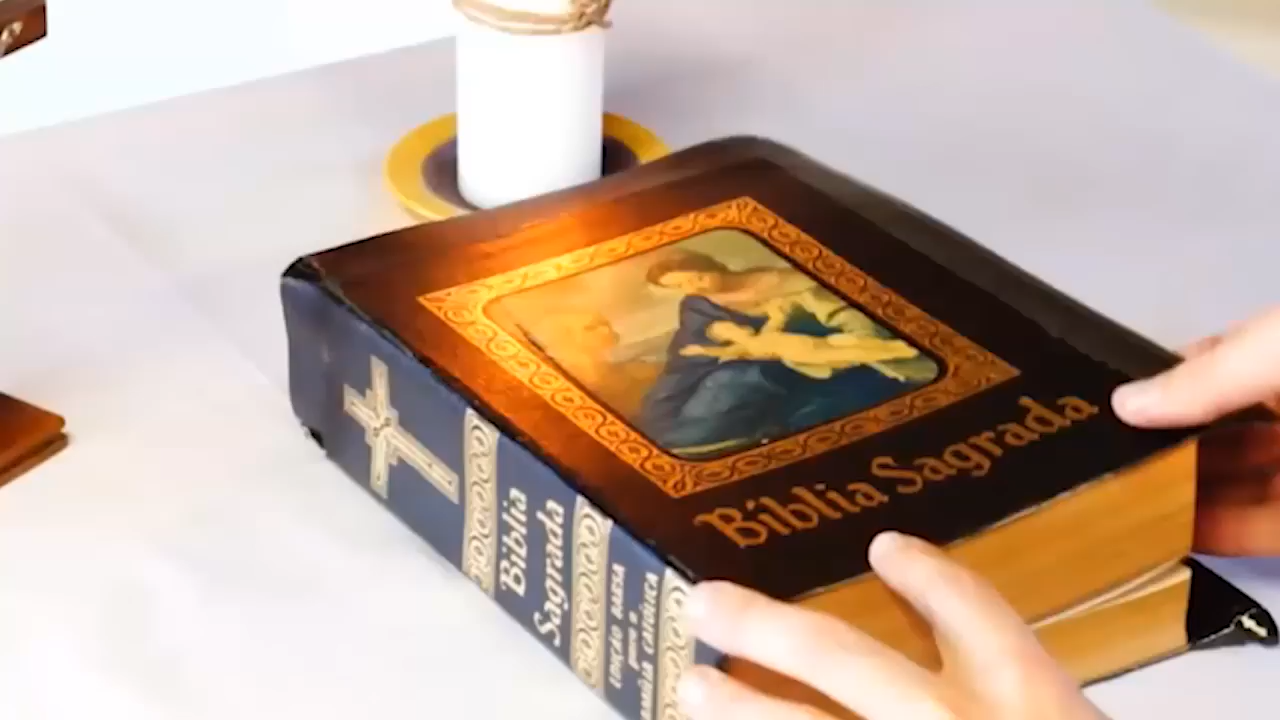 Bíblia Sagrada
Bíblia
Sagrada
EDIÇÃO BARSA
para a
FAMÍLIA CATÓLICA